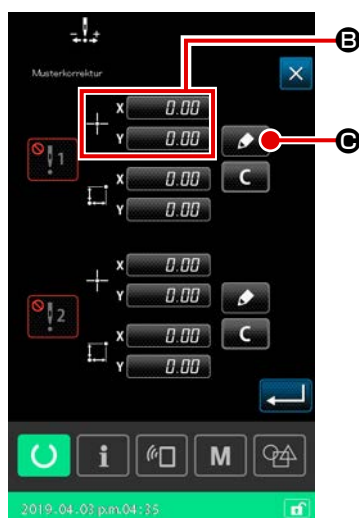 B
Musterkorrektur
X 0.00
Y 0.00
C
1
X 0.00
C
Y 0.00
X 0.00
Y 0.00
2
X 0.00
C
Y 0.00
i M
2019-04-03 p.m.04:35